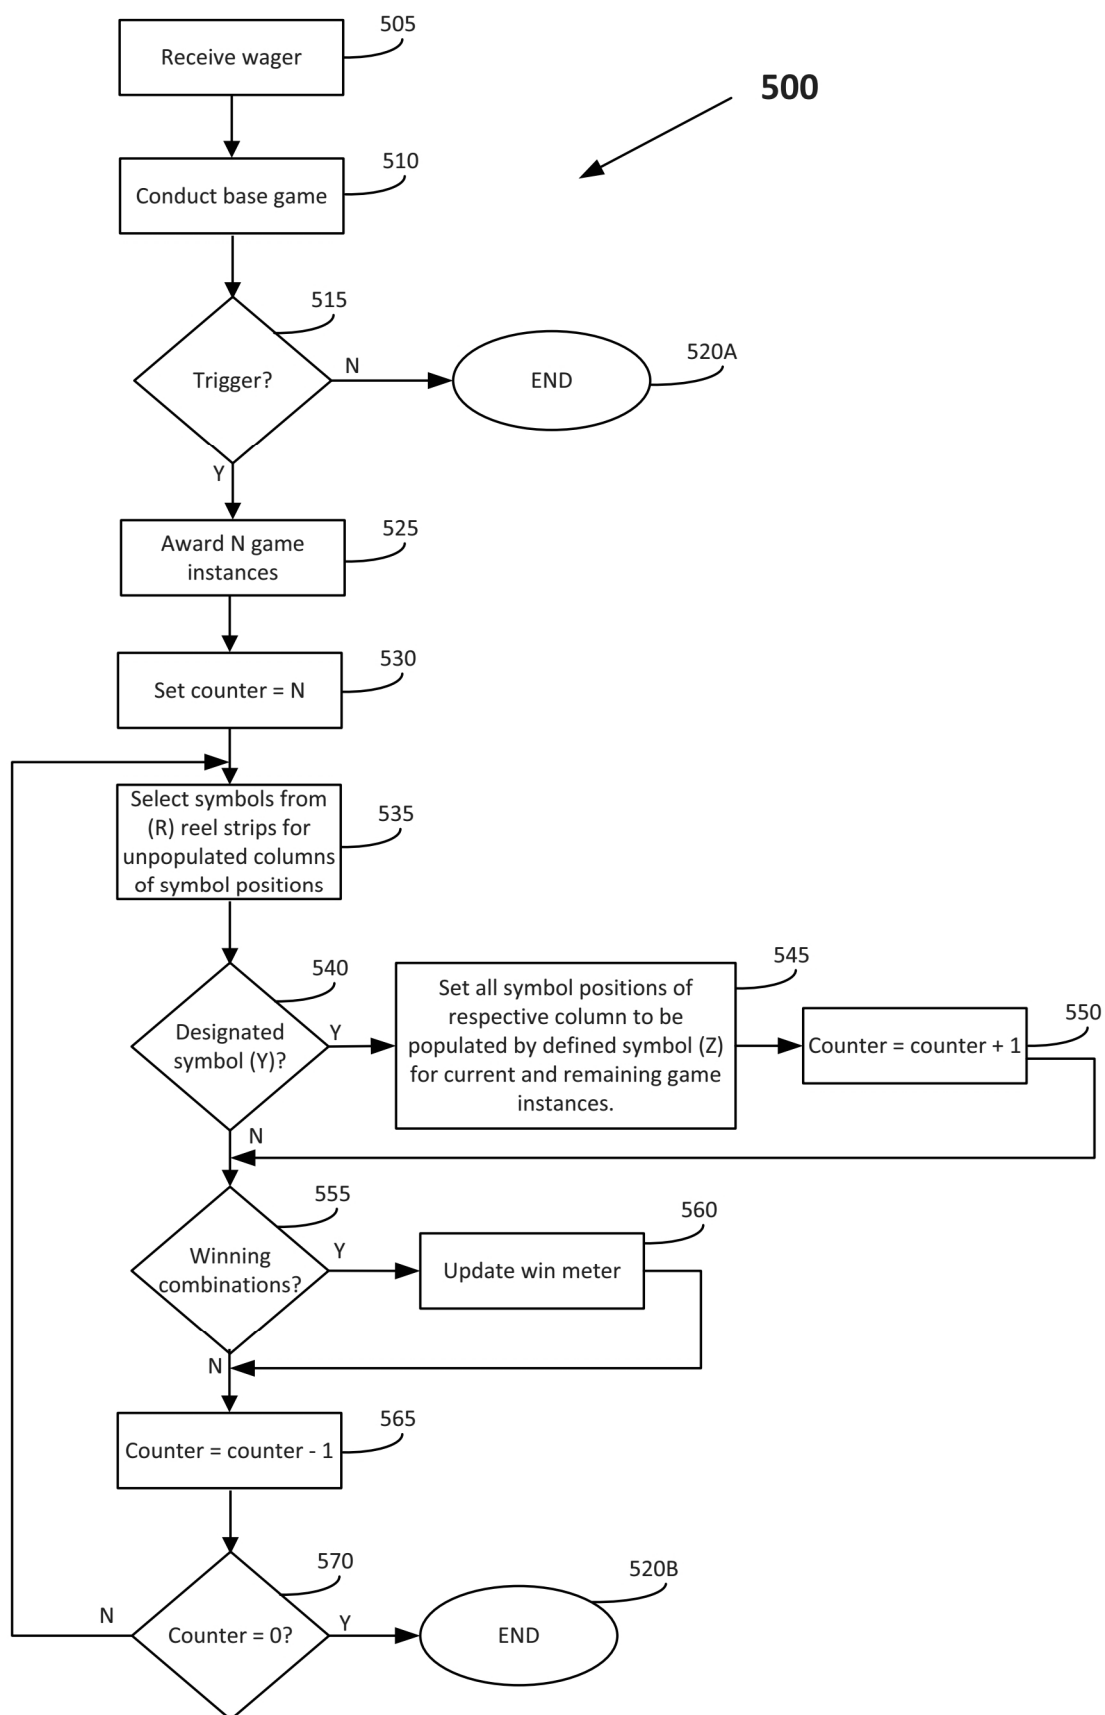 505
Receive wager
500
510
Conduct base game
515
520A
Trigger?
N
END
Y
525
Award N game
instances
530
Set counter = N
535
Select symbols from
(R) reel strips for
unpopulated columns
of symbol positions
540
545
550
Designated
symbol (Y)?
Y
Set all symbol positions of
respective column to be
populated by defined symbol (Z)
for current and remaining game
instances.
Counter = counter + 1
N
555
560
Winning
combinations?
Y
Update win meter
N
565
Counter = counter - 1
570
520B
N
Counter = 0?
Y
END